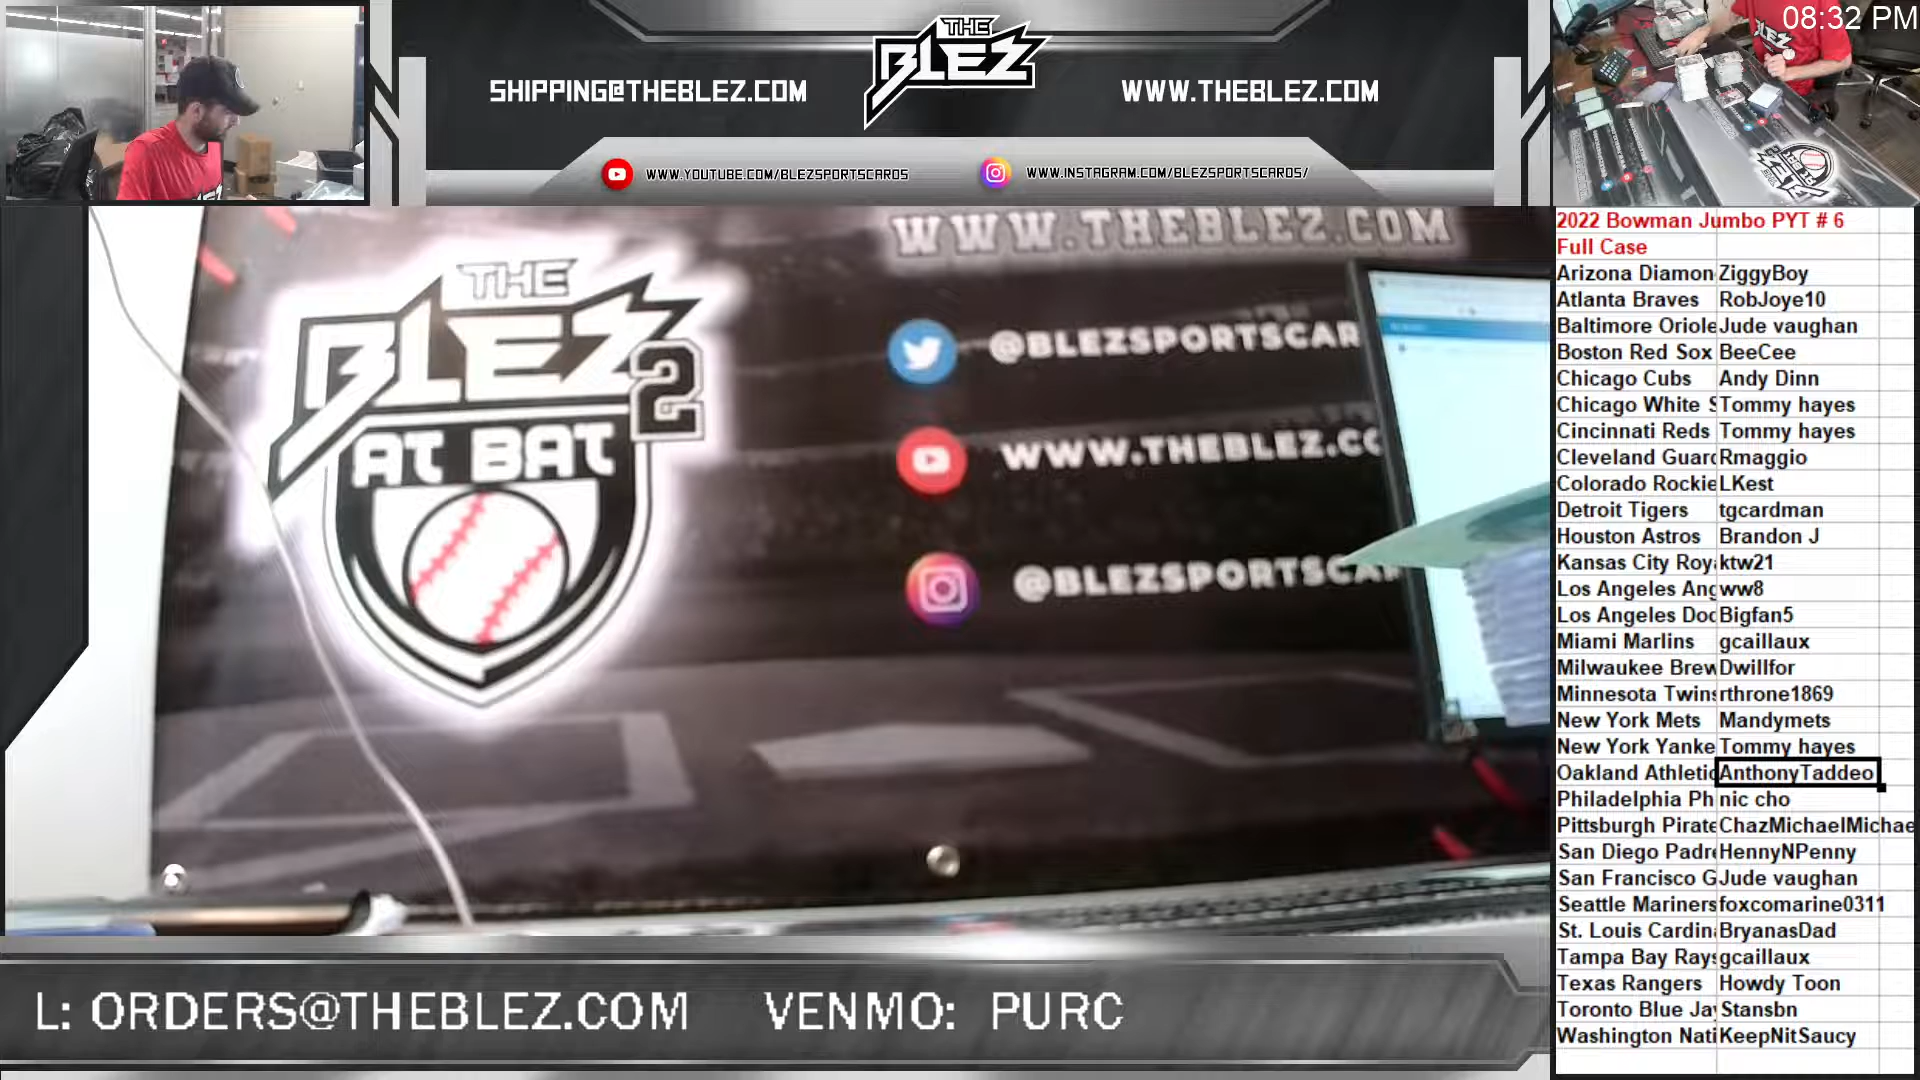 THE
BLEZ
SHIPPING@THEBLEZ.COM
WWW.THEBLEZ.COM
WWW.YOUTUBE.COM/BLEZSPORTSCARDS
WWW.INSTAGRAM.COM/BLEZSPORTSCARDS/
08:32 PM
WWW.THEBLEZ.COM
THE
BLEZ 2
AT BAT
@BLEZSPORTSCAR
WWW.THEBLEZ.CO
@BLEZSPORTSCA
2022 Bowman Jumbo PYT # 6
Full Case
Arizona Diamon ZiggyBoy
Atlanta Braves RobJoye10
Baltimore Oriole Jude vaughan
Boston Red Sox BeeCee
Chicago Cubs Andy Dinn
Chicago White S Tommy hayes
Cincinnati Reds Tommy hayes
Cleveland Guard Rmaggio
Colorado Rockie LKest
Detroit Tigers tgcardman
Houston Astros Brandon J
Kansas City Roya ktw21
Los Angeles Ang ww8
Los Angeles Dod Bigfan5
Miami Marlins gcaillaux
Milwaukee Brew Dwillfor
Minnesota Twins rthrone1869
New York Mets Mandymets
New York Yanke Tommy hayes
Oakland Athletic AnthonyTaddeo
Philadelphia Ph nic cho
Pittsburgh Pirate ChazMichaelMichae
San Diego Padre HennyNPenny
San Francisco G Jude vaughan
Seattle Mariners foxcomarine0311
St. Louis Cardina BryanasDad
Tampa Bay Rays gcaillaux
Texas Rangers Howdy Toon
Toronto Blue Jay Stansbn
Washington Nati KeepNitSaucy
L: ORDERS@THEBLEZ.COM VENMO: PURC